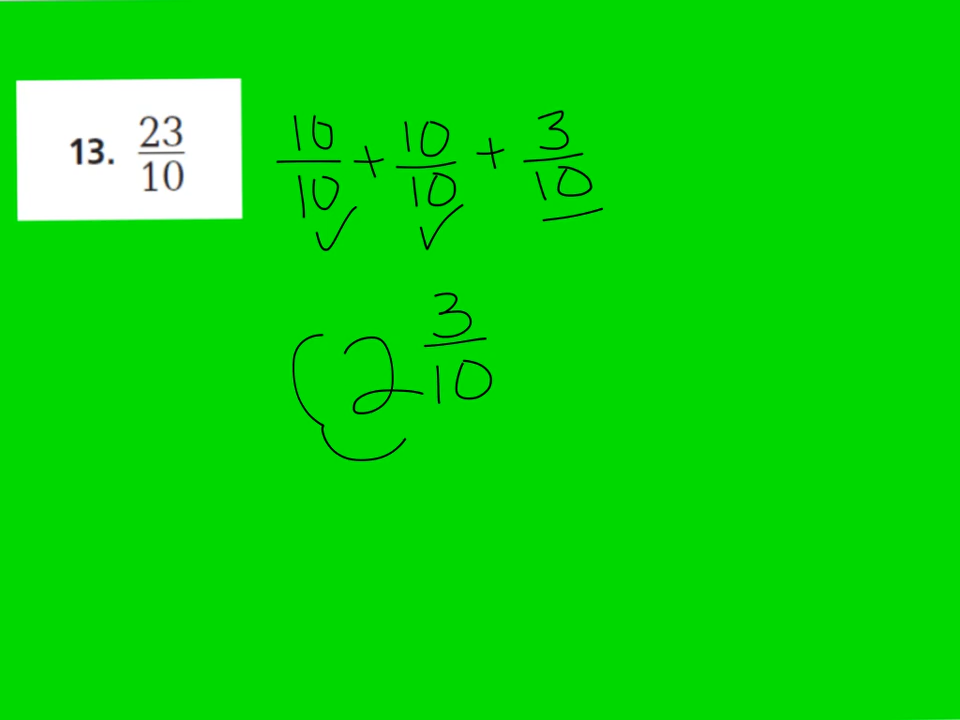 13. 23/10
10/10 + 10/10 + 3/10
✓ ✓
2 3/10